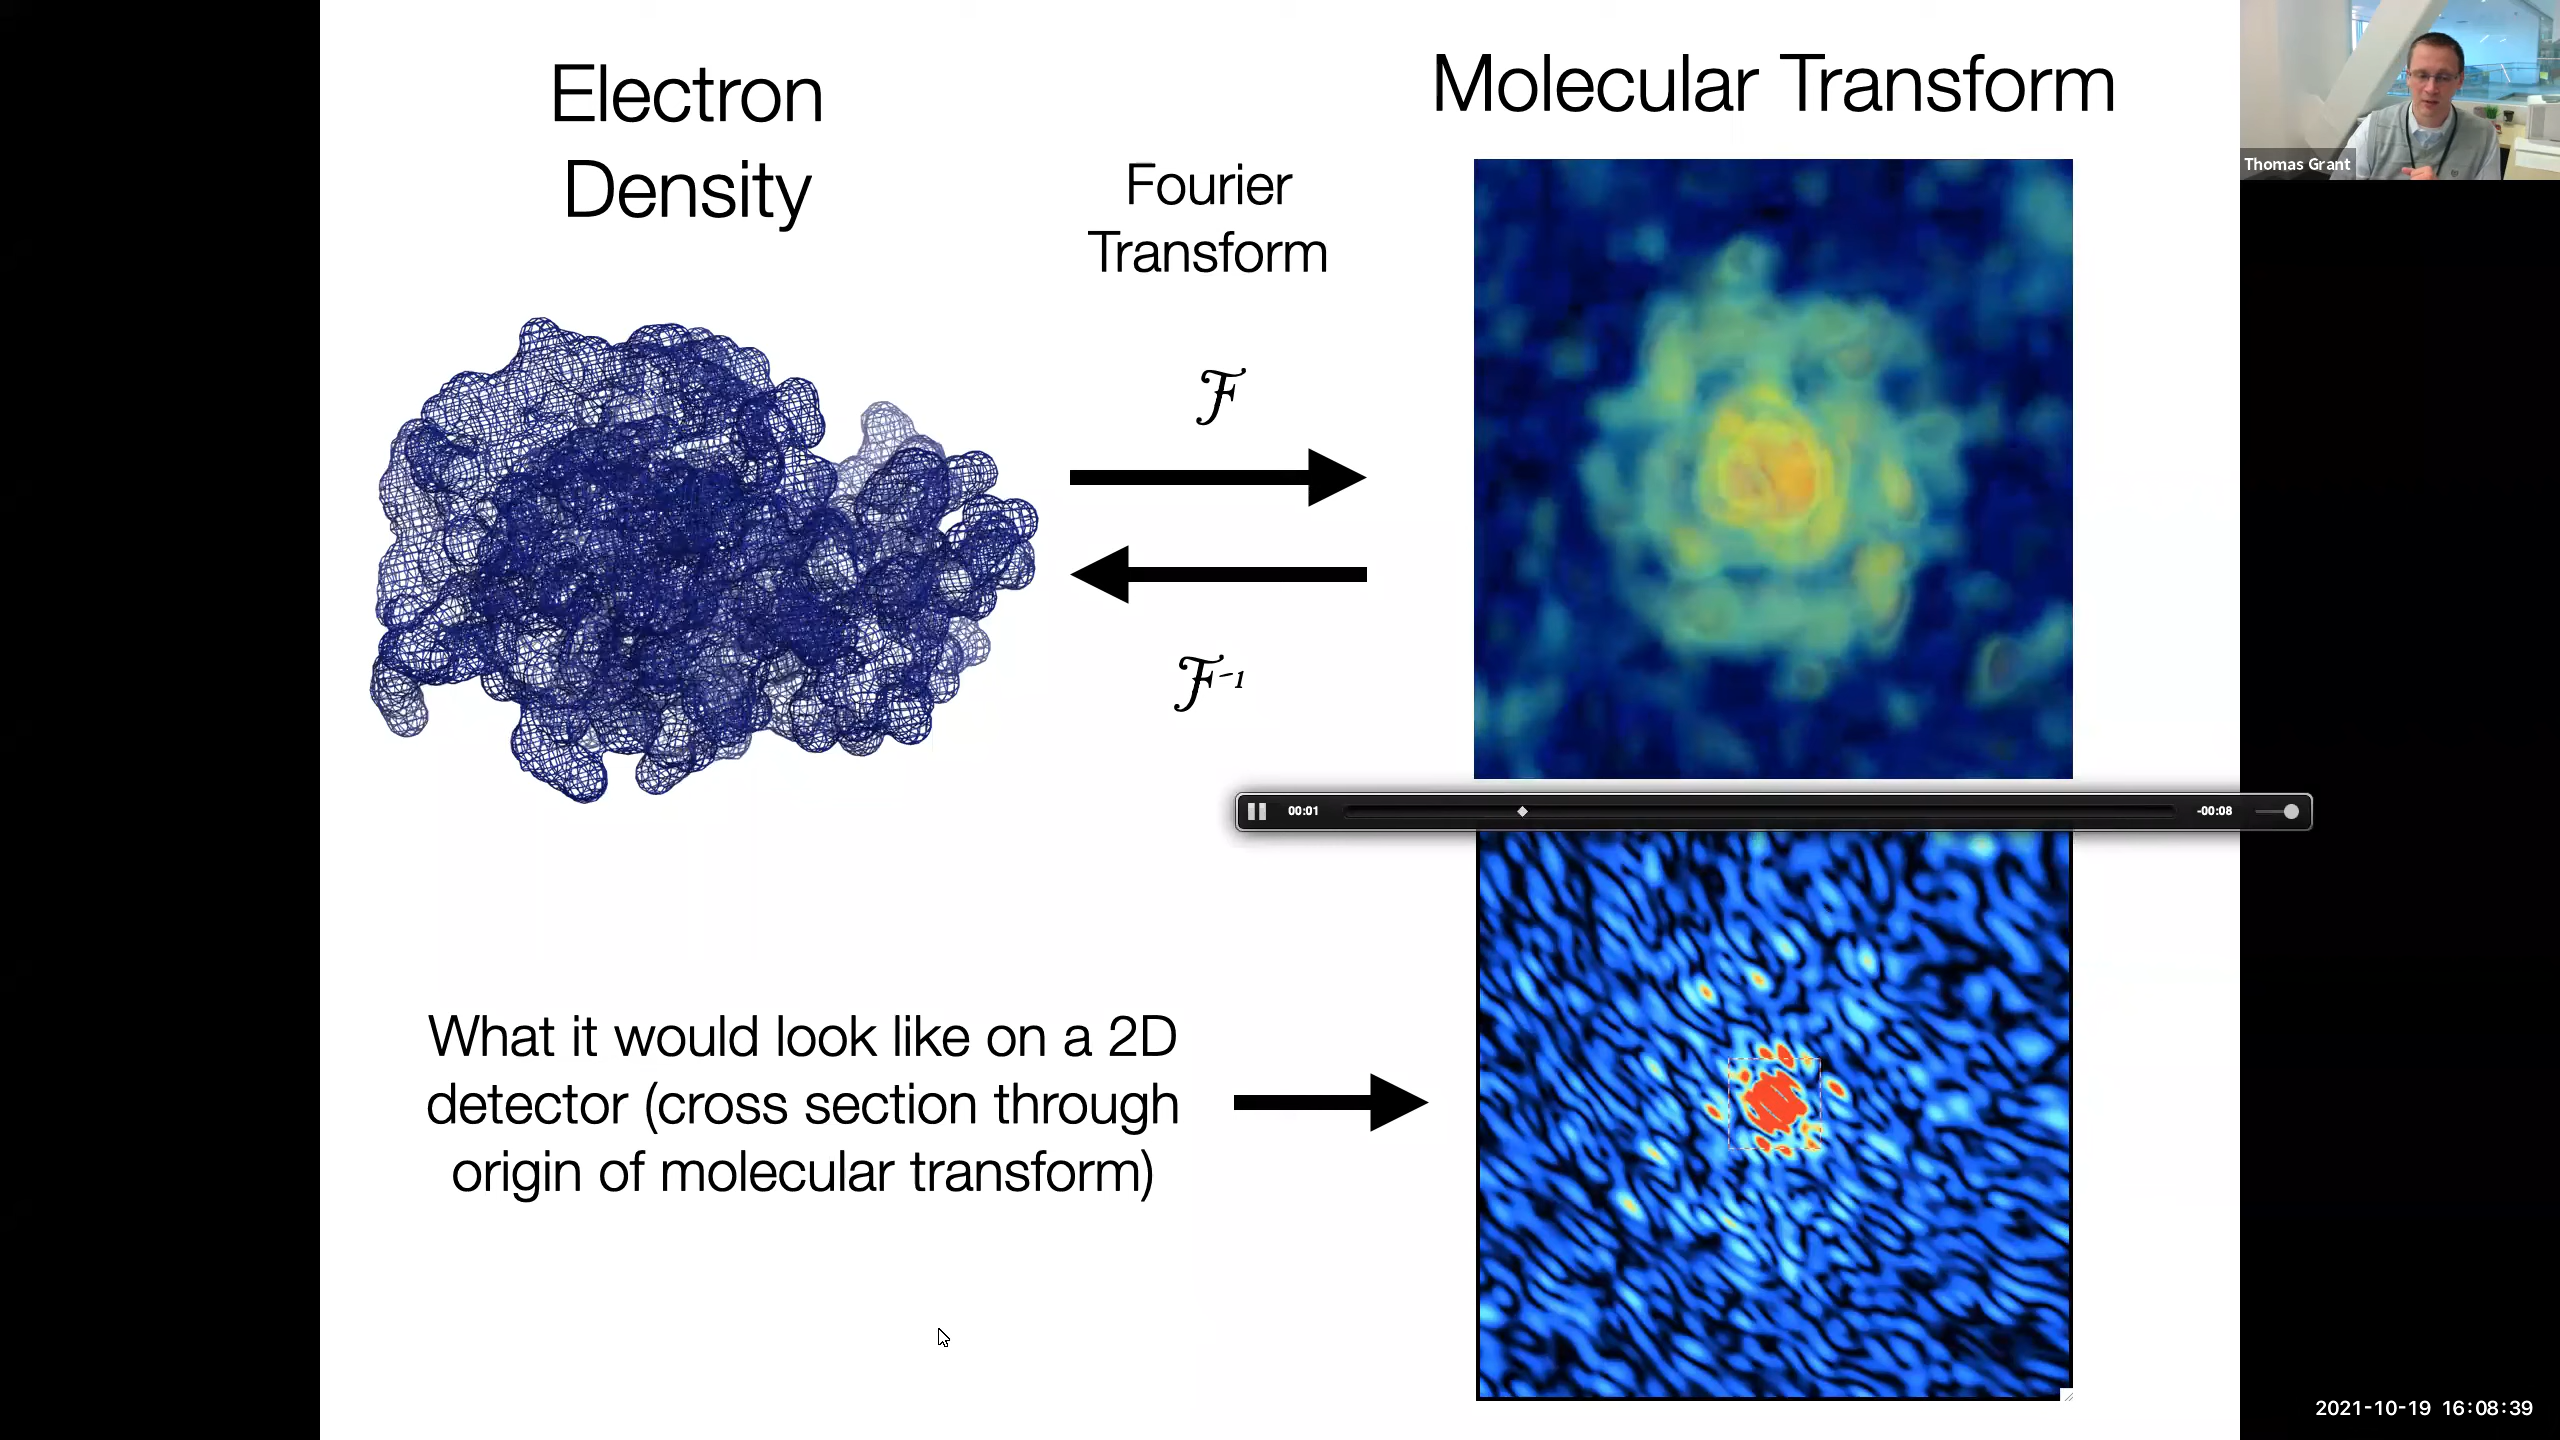 Electron
Density
Fourier
Transform
ℱ
ℱ⁻¹
Molecular Transform
Thomas Grant
00:01
-00:08
What it would look like on a 2D
detector (cross section through
origin of molecular transform)
2021-10-19 16:08:39